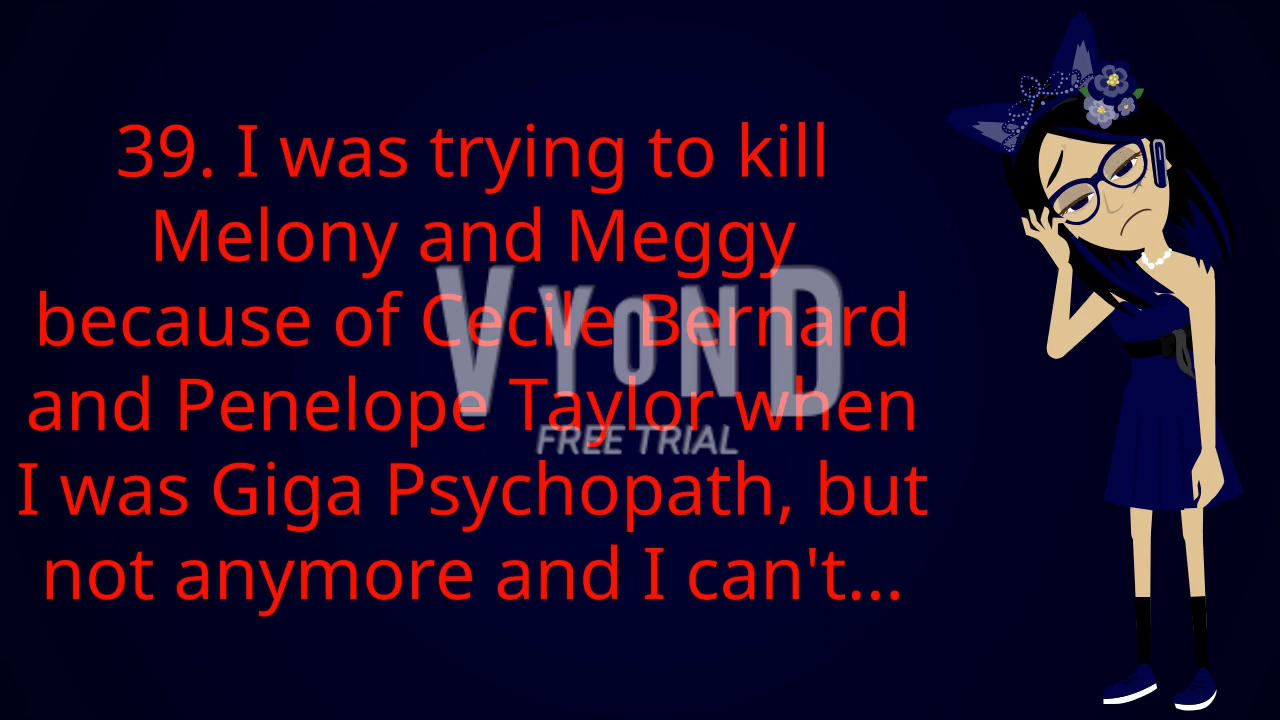 39. I was trying to kill
Melony and Meggy
because of Cecile Bernard
and Penelope Taylor when
I was Giga Psychopath, but
not anymore and I can't...
VYOND
FREE TRIAL